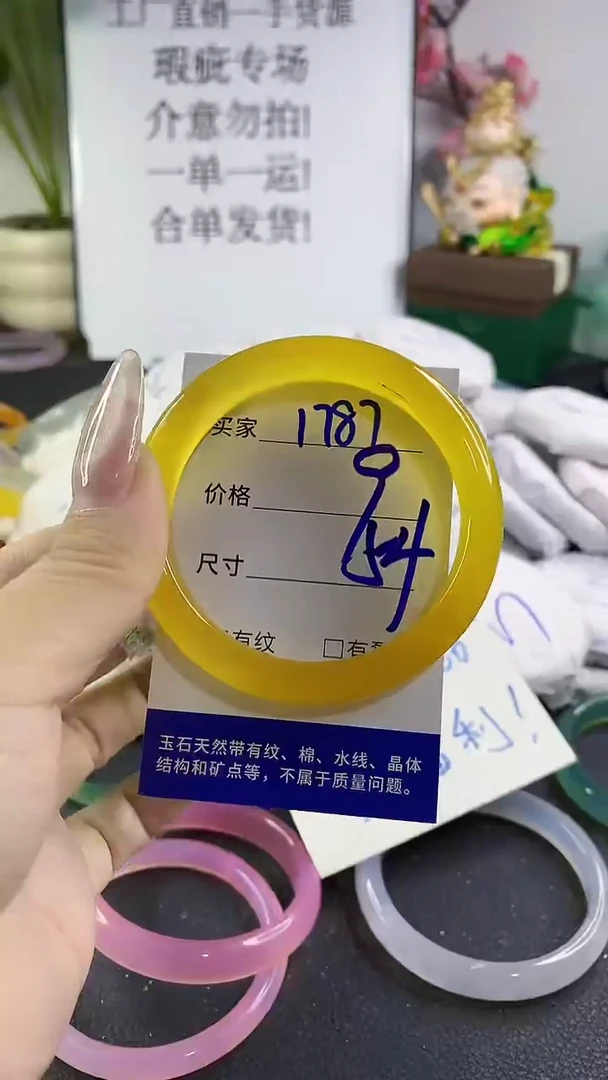 工厂直销一手货源
瑕疵专场
介意勿拍!
一单一运!
合单发货!
买家 1787
价格 9
尺寸 54
有纹 □有
利!
玉石天然带有纹、棉、水线、晶体
结构和矿点等，不属于质量问题。